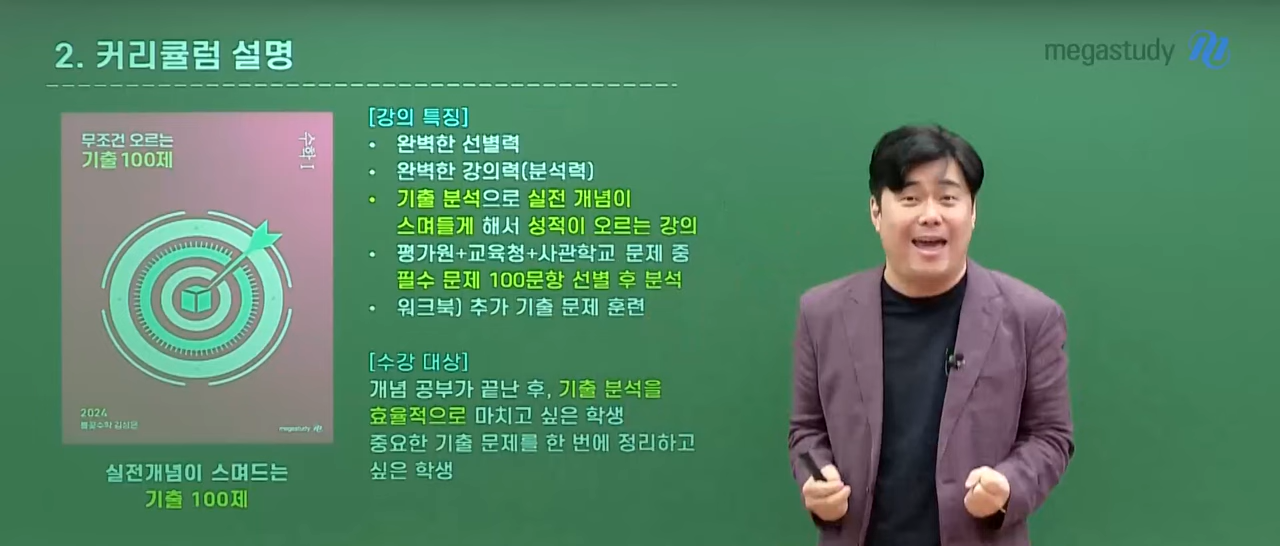 2. 커리큘럼 설명
megastudy
무조건 오르는
기출 100제
수학 I
2024
megastudy
실전개념이 스며드는
기출 100제
[강의 특징]
• 완벽한 선별력
• 완벽한 강의력(분석력)
• 기출 분석으로 실전 개념이
스며들게 해서 성적이 오르는 강의
• 평가원+교육청+사관학교 문제 중
필수 문제 100문항 선별 후 분석
• 워크북) 추가 기출 문제 훈련
[수강 대상]
개념 공부가 끝난 후, 기출 분석을
효율적으로 마치고 싶은 학생
중요한 기출 문제를 한 번에 정리하고
싶은 학생